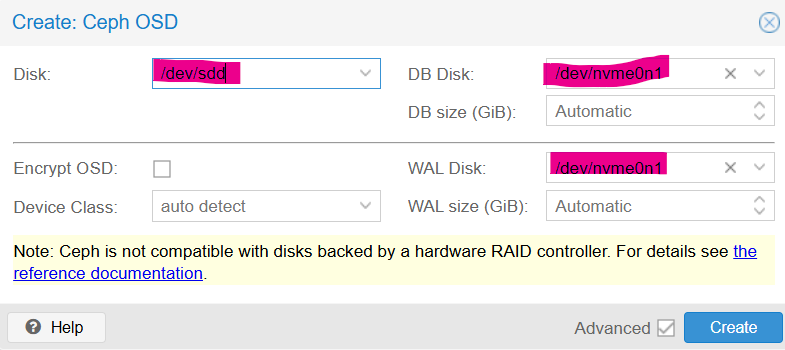 Create: Ceph OSD
Disk: /dev/sdd DB Disk: /dev/nvme0n1
DB size (GiB): Automatic
Encrypt OSD: WAL Disk: /dev/nvme0n1
Device Class: auto detect WAL size (GiB): Automatic
Note: Ceph is not compatible with disks backed by a hardware RAID controller. For details see the
reference documentation.
Help Advanced Create